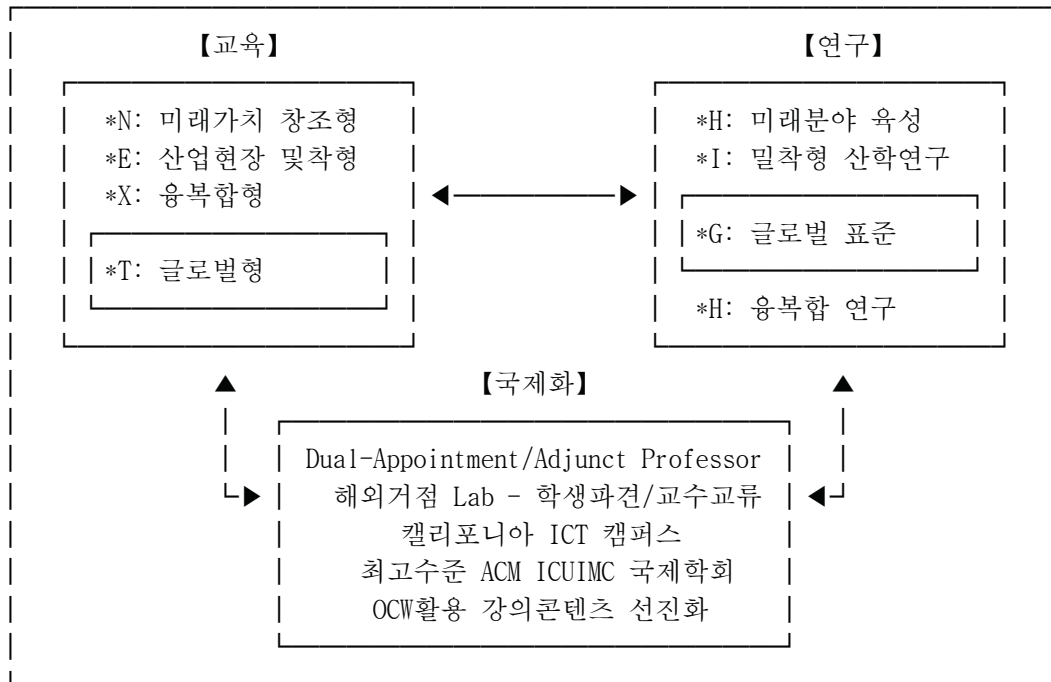 【교육】
*N: 미래가치 창조형
*E: 산업현장 및착형
*X: 융복합형
*T: 글로벌형
【연구】
*H: 미래분야 육성
*I: 밀착형 산학연구
*G: 글로벌 표준
*H: 융복합 연구
【국제화】
Dual-Appointment/Adjunct Professor
해외거점 Lab - 학생파견/교수교류
캘리포니아 ICT 캠퍼스
최고수준 ACM ICUIMC 국제학회
OCW활용 강의콘텐츠 선진화